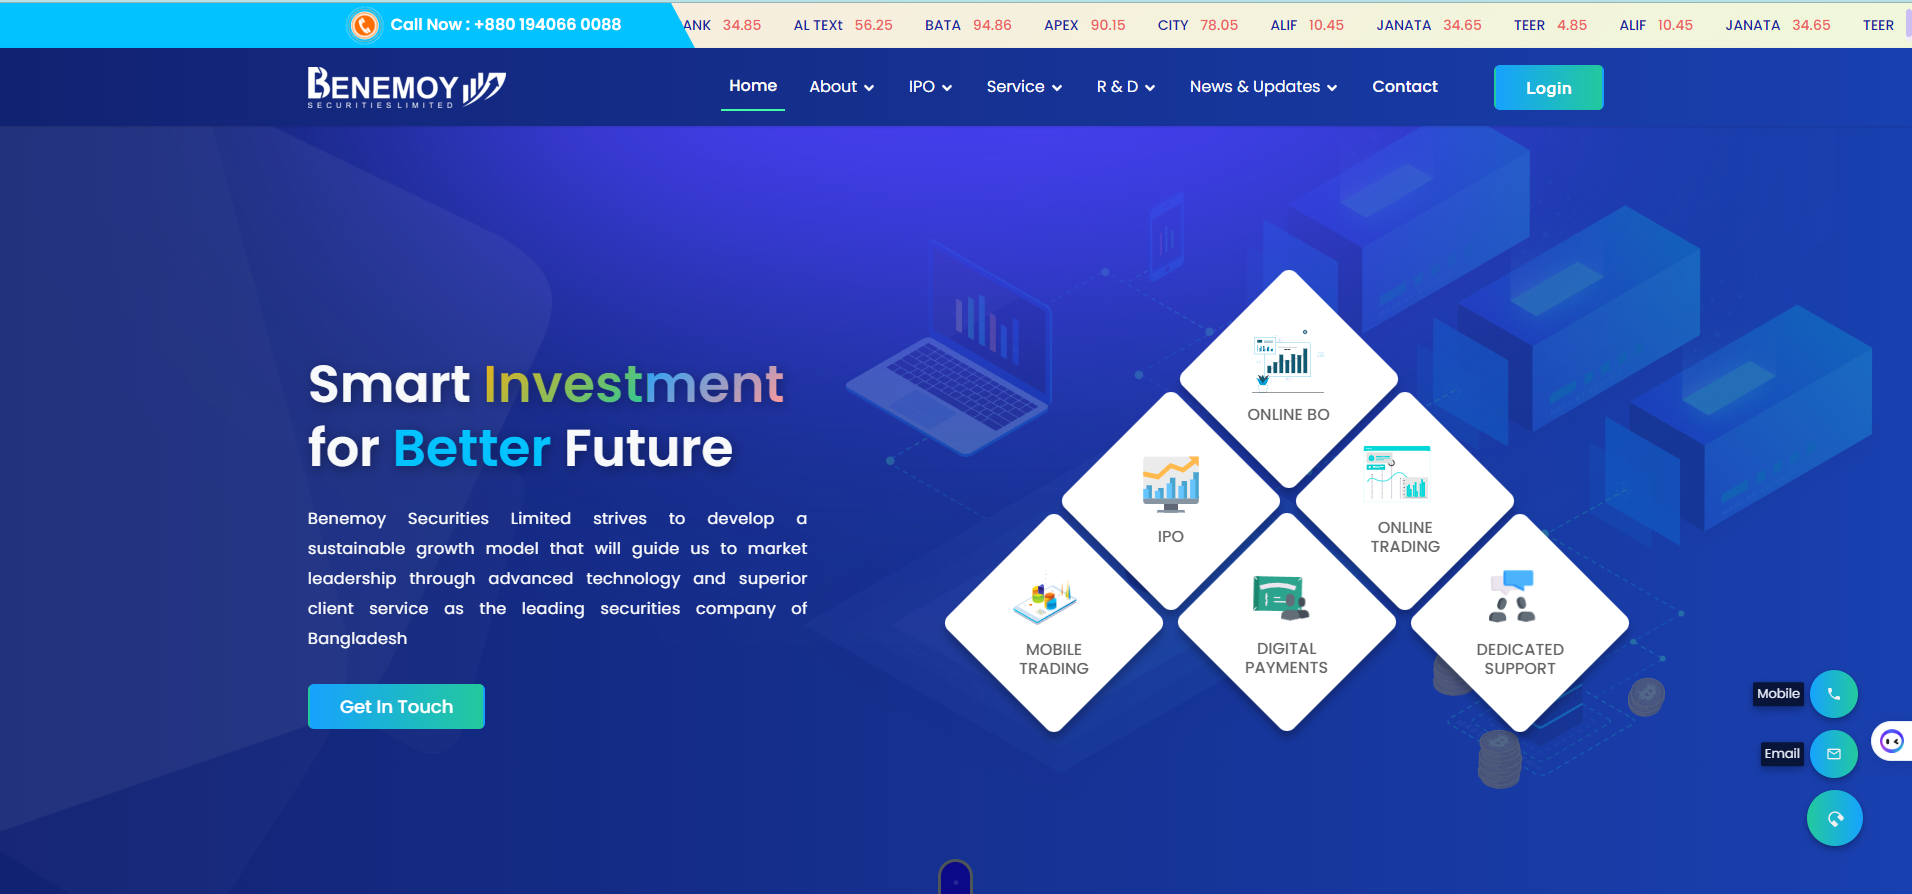 Call Now : +880 194066 0088
ANK 34.85 AL TEXt 56.25 BATA 94.86 APEX 90.15 CITY 78.05 ALIF 10.45 JANATA 34.65 TEER 4.85 ALIF 10.45 JANATA 34.65 TEER
BENEMOY
SECURITIES LIMITED
Home About IPO Service R & D News & Updates Contact Login
Smart Investment
for Better Future
Benemoy Securities Limited strives to develop a
sustainable growth model that will guide us to market
leadership through advanced technology and superior
client service as the leading securities company of
Bangladesh
Get In Touch
ONLINE BO
IPO
ONLINE
TRADING
MOBILE
TRADING
DIGITAL
PAYMENTS
DEDICATED
SUPPORT
Mobile
Email